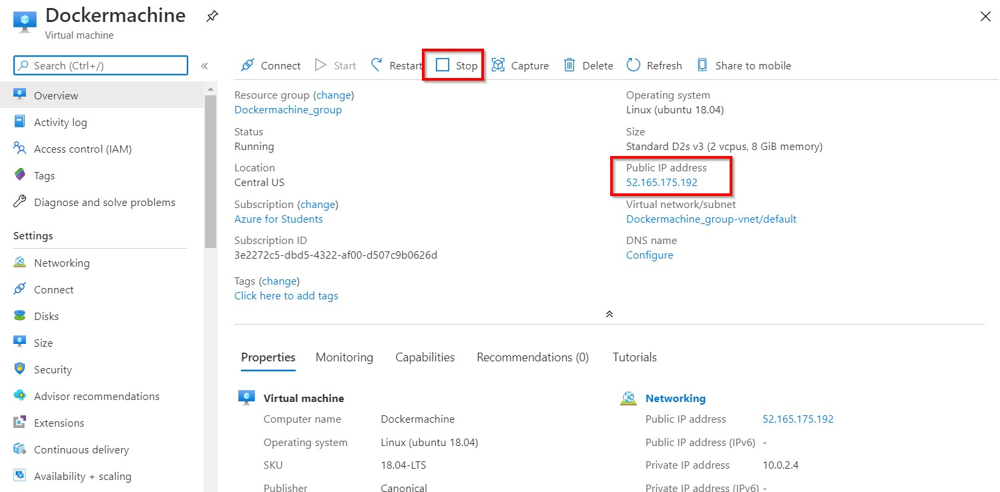 Dockermachine
Virtual machine
Search (Ctrl+/)
«
Connect Start Restart Stop Capture Delete Refresh Share to mobile
Overview
Activity log
Access control (IAM)
Tags
Diagnose and solve problems
Settings
Networking
Connect
Disks
Size
Security
Advisor recommendations
Extensions
Continuous delivery
Availability + scaling
Resource group (change)
Dockermachine_group
Status
Running
Location
Central US
Subscription (change)
Azure for Students
Subscription ID
3e2272c5-dbd5-4322-af00-d507c9b0626d
Tags (change)
Click here to add tags
Operating system
Linux (ubuntu 18.04)
Size
Standard D2s v3 (2 vcpus, 8 GiB memory)
Public IP address
52.165.175.192
Virtual network/subnet
Dockermachine_group-vnet/default
DNS name
Configure
Properties Monitoring Capabilities Recommendations (0) Tutorials
Virtual machine
Computer name Dockermachine
Operating system Linux (ubuntu 18.04)
SKU 18.04-LTS
Publisher Canonical
Networking
Public IP address 52.165.175.192
Public IP address (IPv6) -
Private IP address 10.0.2.4
Private IP address (IPv6) -